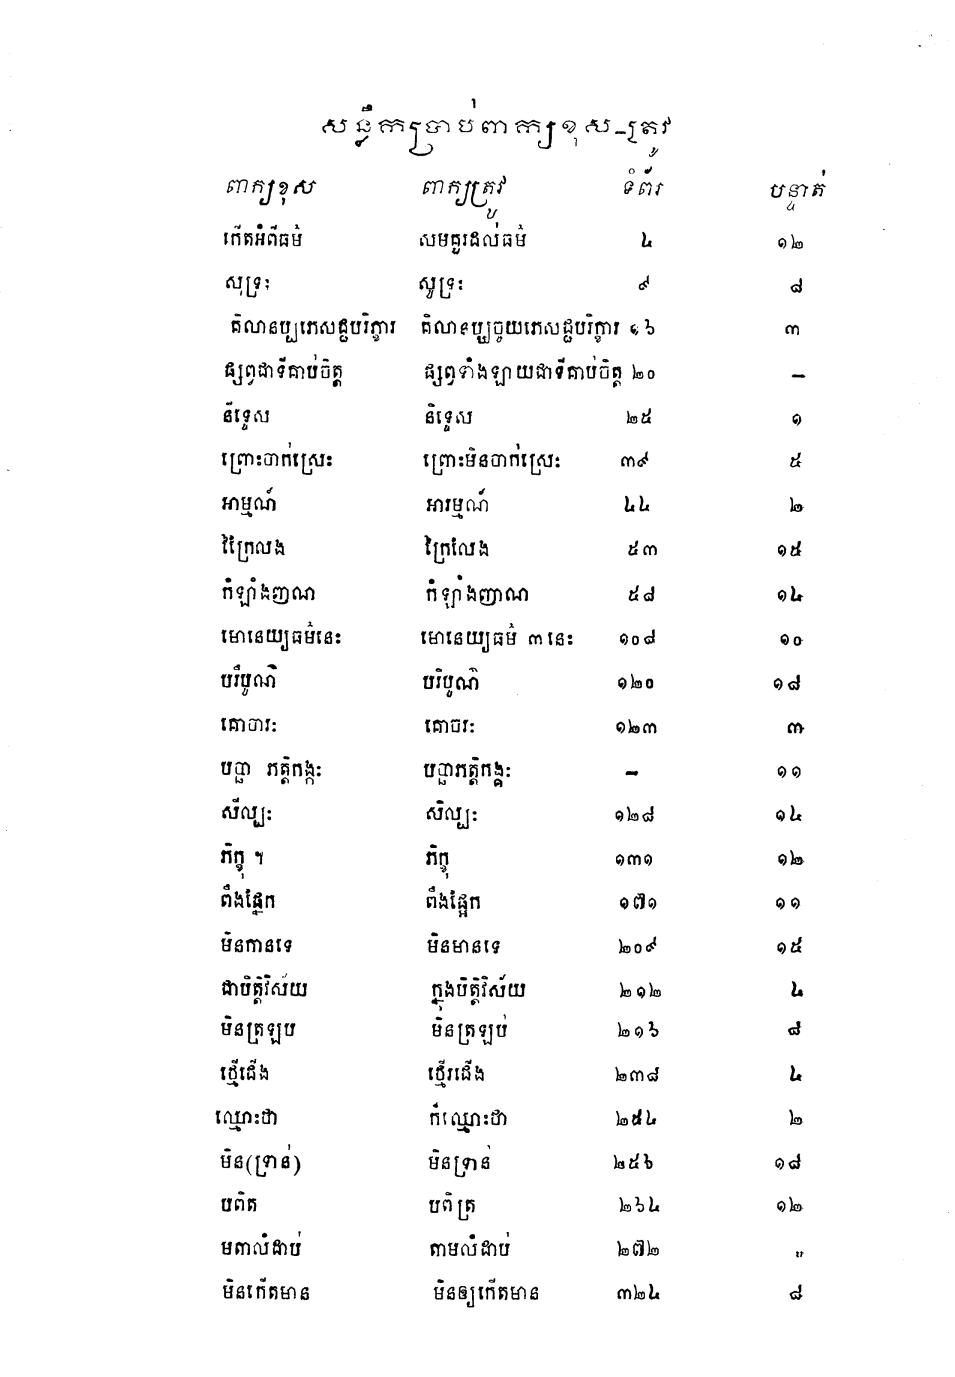 សន្លឹកប្រាប់ពាក្យខុស-ត្រូវ
ពាក្យខុស ពាក្យត្រូវ ទំព័រ បន្ទាត់
កើតអំពីធម៌ សមគួរដល់ធម៌ ៤ ១២
សុទ្រៈ សូទ្រៈ ៩ ៨
គិលានប្បភេសជ្ជបរិក្ខារ គិលានប្បច្ចយភេសជ្ជបរិក្ខារ ១៦ ៣
ផ្សព្វជាទីគាប់ចិត្ត ផ្សព្វទាំងឡាយជាទីគាប់ចិត្ត ២០ –
នីទ្ទេស និទ្ទេស ២៥ ១
ព្រោះចាក់ស្រេះ ព្រោះមិនចាក់ស្រេះ ៣៩ ៥
អាម្មណ៍ អារម្មណ៍ ៤៤ ២
ក្រៃលង ក្រៃលែង ៥៣ ១៥
កំឡាំងញណ កំឡាំងញាណ ៥៨ ១៤
មោនេយ្យធម៌នេះ មោនេយ្យធម៌ ៣ នេះ ១០៨ ១០
បរីបូណ៌ បរិបូណ៌ ១២០ ១៨
គោចារៈ គោចរៈ ១២៣ ៣
បច្ឆា ភត្តិកង្កៈ បច្ឆាភត្តិកង្គៈ – ១១
សីល្បៈ សិល្បៈ ១២៨ ១៤
ភិក្ខុ ។ ភិក្ខុ ១៣១ ១២
ពឹងផ្នែក ពឹងផ្អែក ១៧១ ១១
មិនកានទេ មិនមានទេ ២០៩ ១៥
ជាបិត្តិវិស័យ ក្នុងបិត្តិវិស័យ ២១២ ៤
មិនត្រឡប មិនត្រឡប់ ២១៦ ៨
ថ្មើជើង ថ្មើរជើង ២៣៨ ៤
ឈ្មោះជា ក៏ឈ្មោះជា ២៥៤ ២
មិន(ទ្រាន់) មិនទ្រាន់ ២៥៦ ១៨
បពិត បពិត្រ ២៦៤ ១២
មតាលំដាប់ តាមលំដាប់ ២៧២ "
មិនកើតមាន មិនឲ្យកើតមាន ៣២៤ ៨